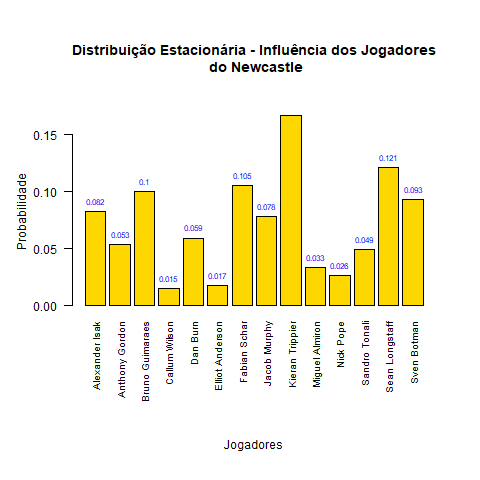 Distribuição Estacionária - Influência dos Jogadores
do Newcastle
Probabilidade
0.15
0.10
0.05
0.00
0.082
0.053
0.1
0.015
0.059
0.017
0.105
0.078
0.033
0.026
0.049
0.121
0.093
Alexander Isak
Anthony Gordon
Bruno Guimaraes
Callum Wilson
Dan Burn
Elliot Anderson
Fabian Schar
Jacob Murphy
Kieran Trippier
Miguel Almiron
Nick Pope
Sandro Tonali
Sean Longstaff
Sven Botman
Jogadores